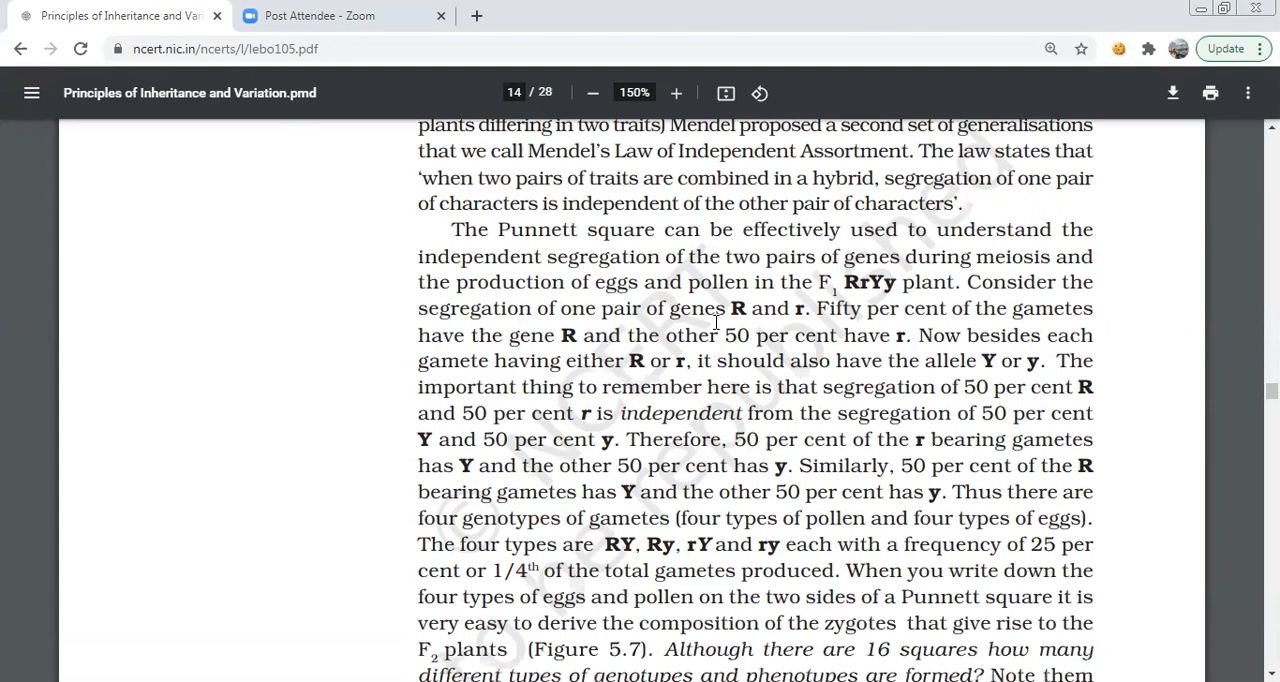 Principles of Inheritance and Vari
Post Attendee - Zoom
ncert.nic.in/ncerts/l/lebo105.pdf
Update
Principles of Inheritance and Variation.pmd
14 / 28
150%
plants differing in two traits) Mendel proposed a second set of generalisations
that we call Mendel's Law of Independent Assortment. The law states that
'when two pairs of traits are combined in a hybrid, segregation of one pair
of characters is independent of the other pair of characters'.
The Punnett square can be effectively used to understand the
independent segregation of the two pairs of genes during meiosis and
the production of eggs and pollen in the F1 RrYy plant. Consider the
segregation of one pair of genes R and r. Fifty per cent of the gametes
have the gene R and the other 50 per cent have r. Now besides each
gamete having either R or r, it should also have the allele Y or y. The
important thing to remember here is that segregation of 50 per cent R
and 50 per cent r is independent from the segregation of 50 per cent
Y and 50 per cent y. Therefore, 50 per cent of the r bearing gametes
has Y and the other 50 per cent has y. Similarly, 50 per cent of the R
bearing gametes has Y and the other 50 per cent has y. Thus there are
four genotypes of gametes (four types of pollen and four types of eggs).
The four types are RY, Ry, rY and ry each with a frequency of 25 per
cent or 1/4th of the total gametes produced. When you write down the
four types of eggs and pollen on the two sides of a Punnett square it is
very easy to derive the composition of the zygotes that give rise to the
F2 plants (Figure 5.7). Although there are 16 squares how many
different types of genotypes and phenotypes are formed? Note them
© NCERT
to be republished